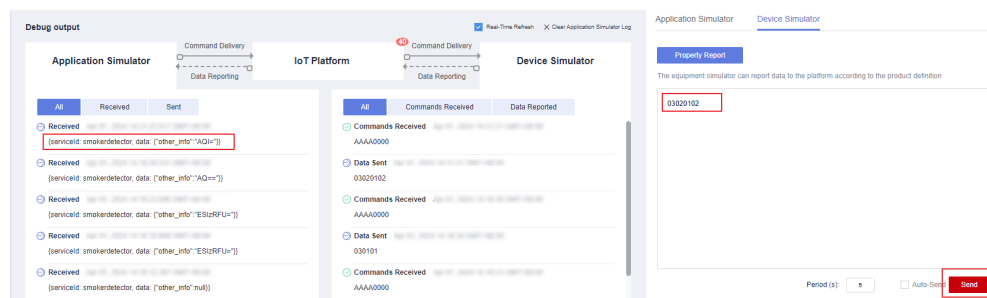 Debug output
Real-Time Refresh
Clear Application Simulator Log
Application Simulator
Command Delivery
Data Reporting
IoT Platform
40
Command Delivery
Data Reporting
Device Simulator
All Received Sent
Received
{serviceId: smokerdetector, data: {"other_info":"AQI="}}
Received
{serviceId: smokerdetector, data: {"other_info":"AQ=="}}
Received
{serviceId: smokerdetector, data: {"other_info":"ESIzRFU="}}
Received
{serviceId: smokerdetector, data: {"other_info":"ESIzRFU="}}
Received
{serviceId: smokerdetector, data: {"other_info":null}}
All Commands Received Data Reported
Commands Received
AAAA0000
Data Sent
03020102
Commands Received
AAAA0000
Data Sent
030101
Commands Received
AAAA0000
Application Simulator Device Simulator
Property Report
The equipment simulator can report data to the platform according to the product definition
03020102
Period (s): 5 Auto-Send Send